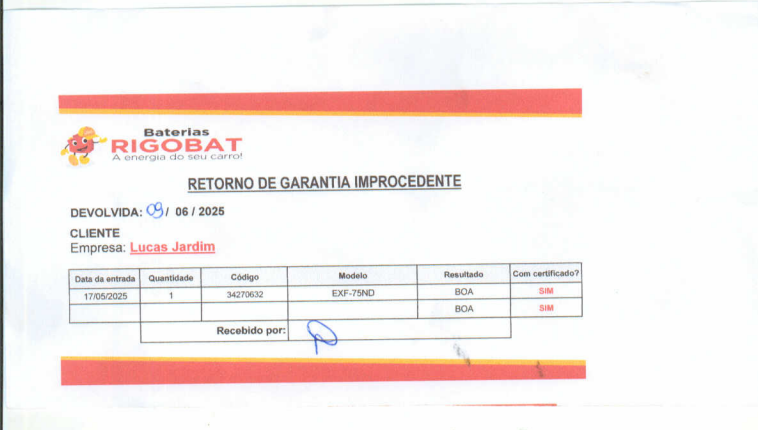 Baterias
RIGOBAT
A energia do seu carro!
RETORNO DE GARANTIA IMPROCEDENTE
DEVOLVIDA: 09 / 06 / 2025
CLIENTE
Empresa: Lucas Jardim
Data da entrada Quantidade Código Modelo Resultado Com certificado?
17/05/2025 1 34270632 EXF-75ND BOA SIM
BOA SIM
Recebido por: